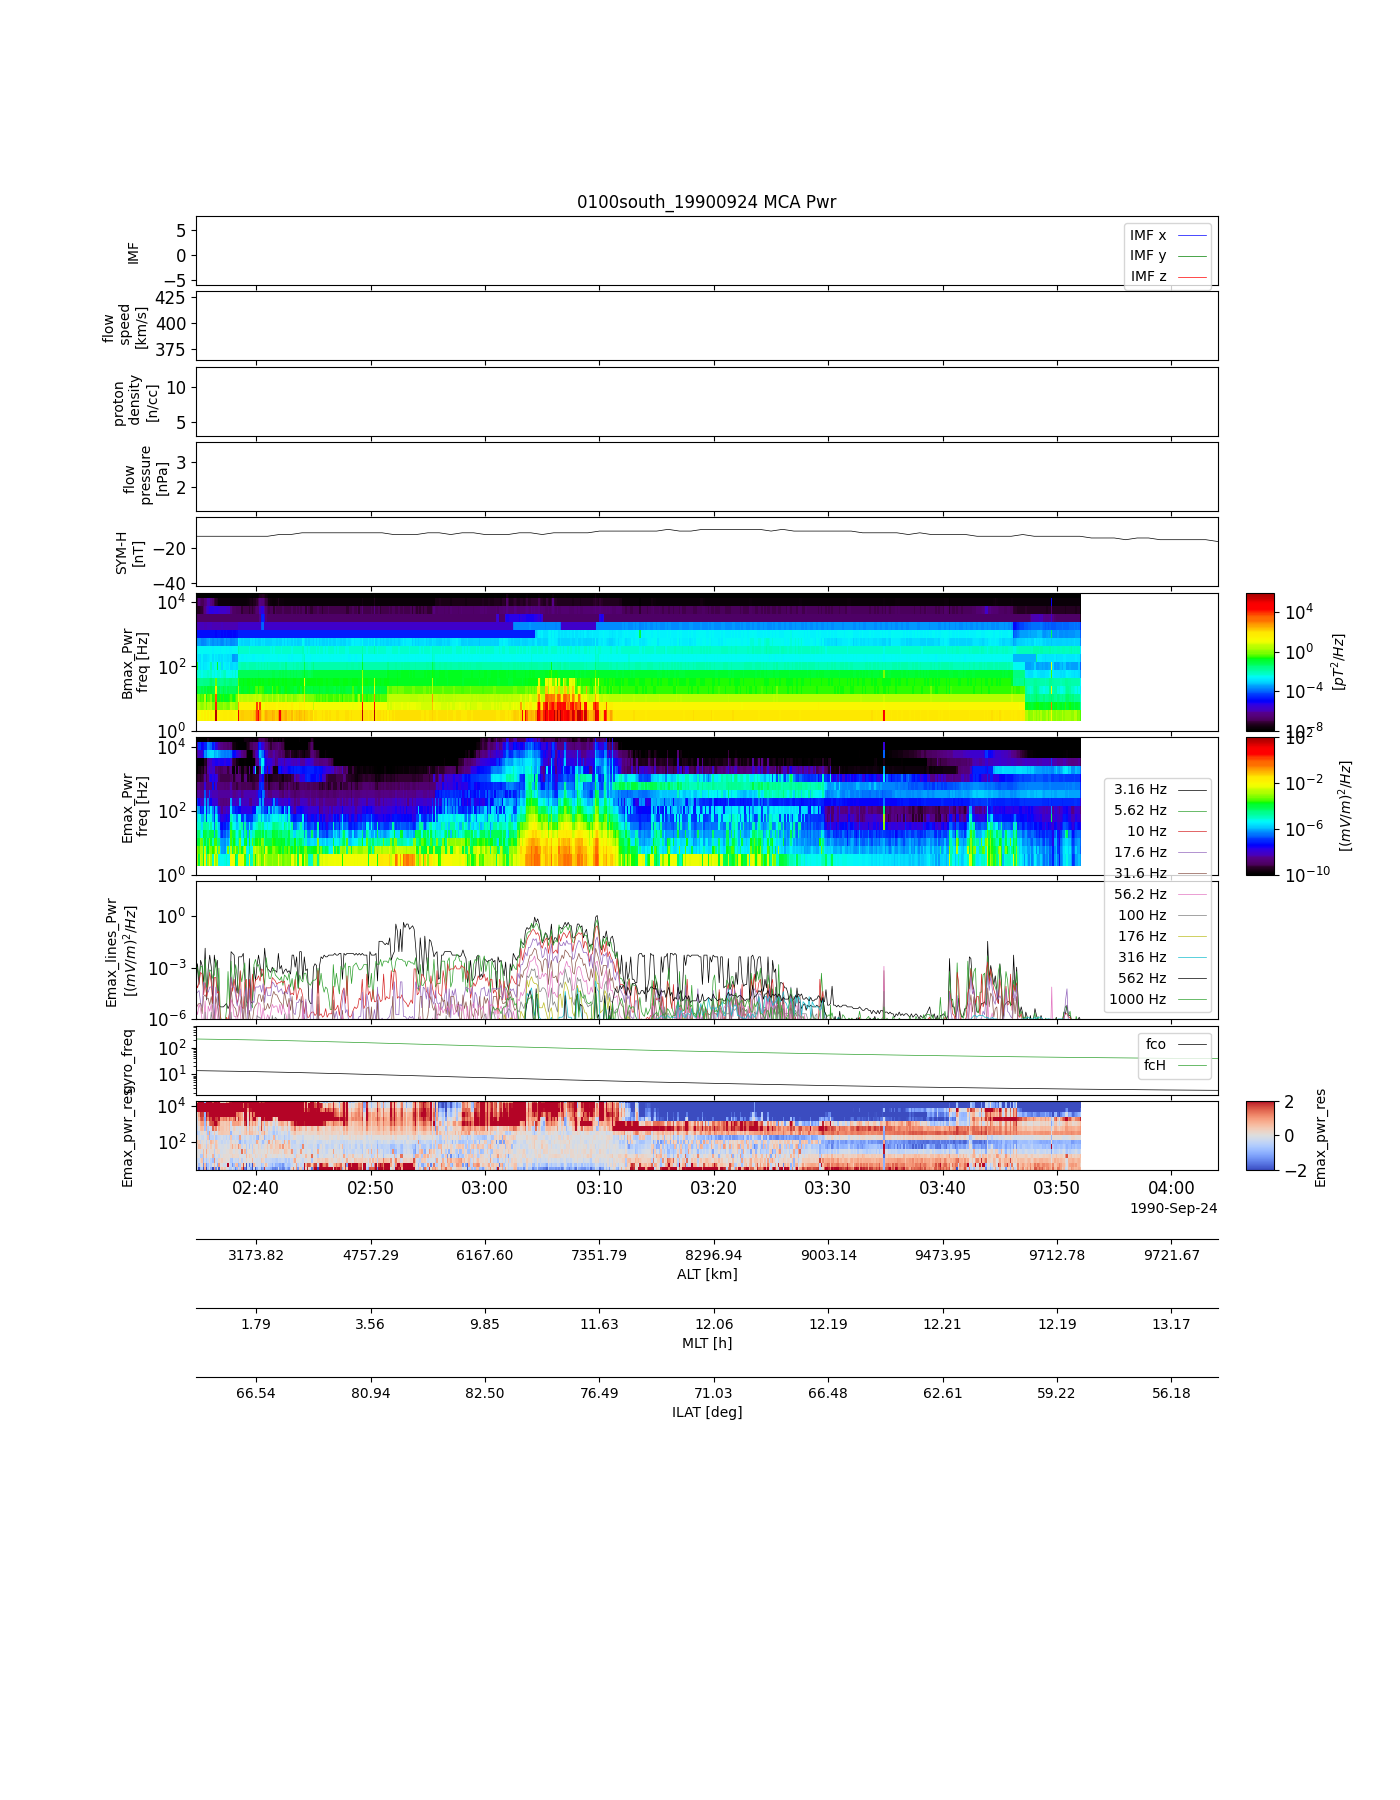 0100south_19900924 MCA Pwr
5
0
−5
IMF
IMF x
IMF y
IMF z
425
400
375
flow
speed
[km/s]
10
5
proton
density
[n/cc]
3
2
flow
pressure
[nPa]
−20
−40
SYM-H
[nT]
10^4
10^2
10^0
Bmax_Pwr
freq [Hz]
10^4
10^0
10^−4
10^−8
[pT^2/Hz]
10^4
10^2
10^0
Emax_Pwr
freq [Hz]
10^2
10^−2
10^−6
10^−10
[(mV/m)^2/Hz]
3.16 Hz
5.62 Hz
10 Hz
17.6 Hz
31.6 Hz
56.2 Hz
100 Hz
176 Hz
316 Hz
562 Hz
1000 Hz
10^0
10^−3
10^−6
Emax_lines_Pwr
[(mV/m)^2/Hz]
10^2
10^1
gyro_freq
fco
fcH
10^4
10^2
Emax_pwr_res
2
0
−2
Emax_pwr_res
02:40 02:50 03:00 03:10 03:20 03:30 03:40 03:50 04:00
1990-Sep-24
3173.82 4757.29 6167.60 7351.79 8296.94 9003.14 9473.95 9712.78 9721.67
ALT [km]
1.79 3.56 9.85 11.63 12.06 12.19 12.21 12.19 13.17
MLT [h]
66.54 80.94 82.50 76.49 71.03 66.48 62.61 59.22 56.18
ILAT [deg]